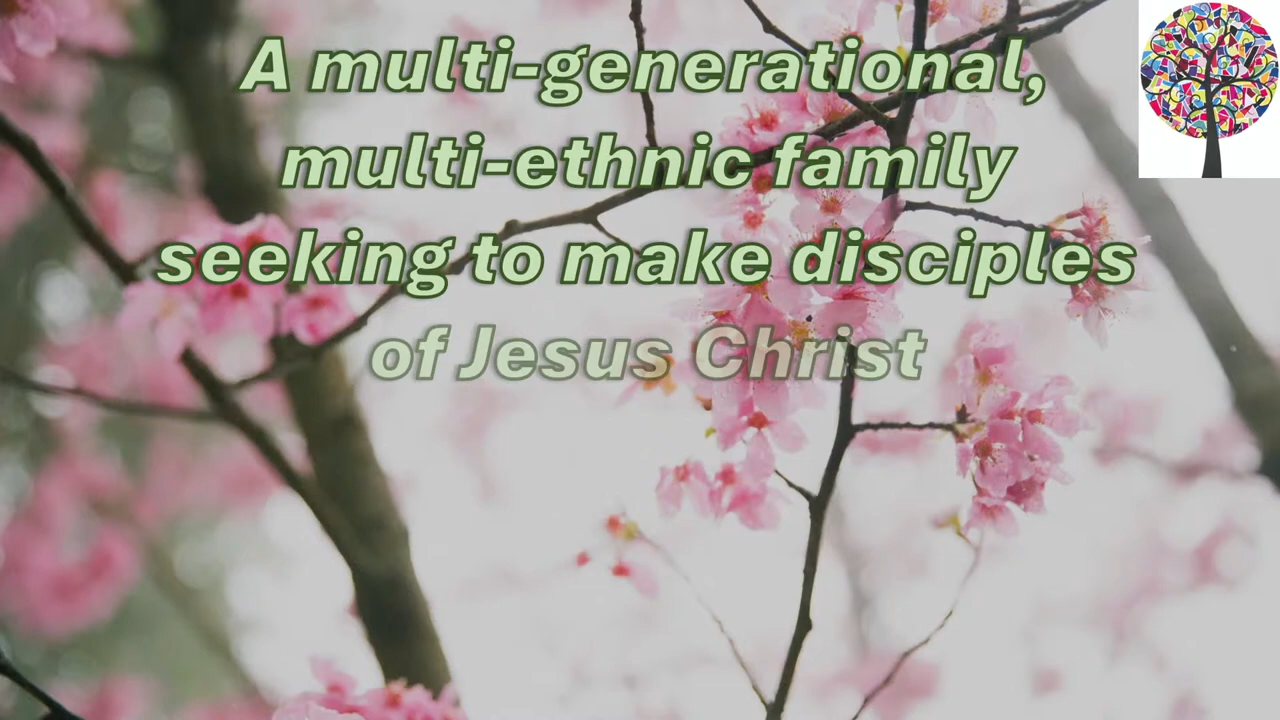 A multi-generational,
multi-ethnic family
seeking to make disciples
of Jesus Christ